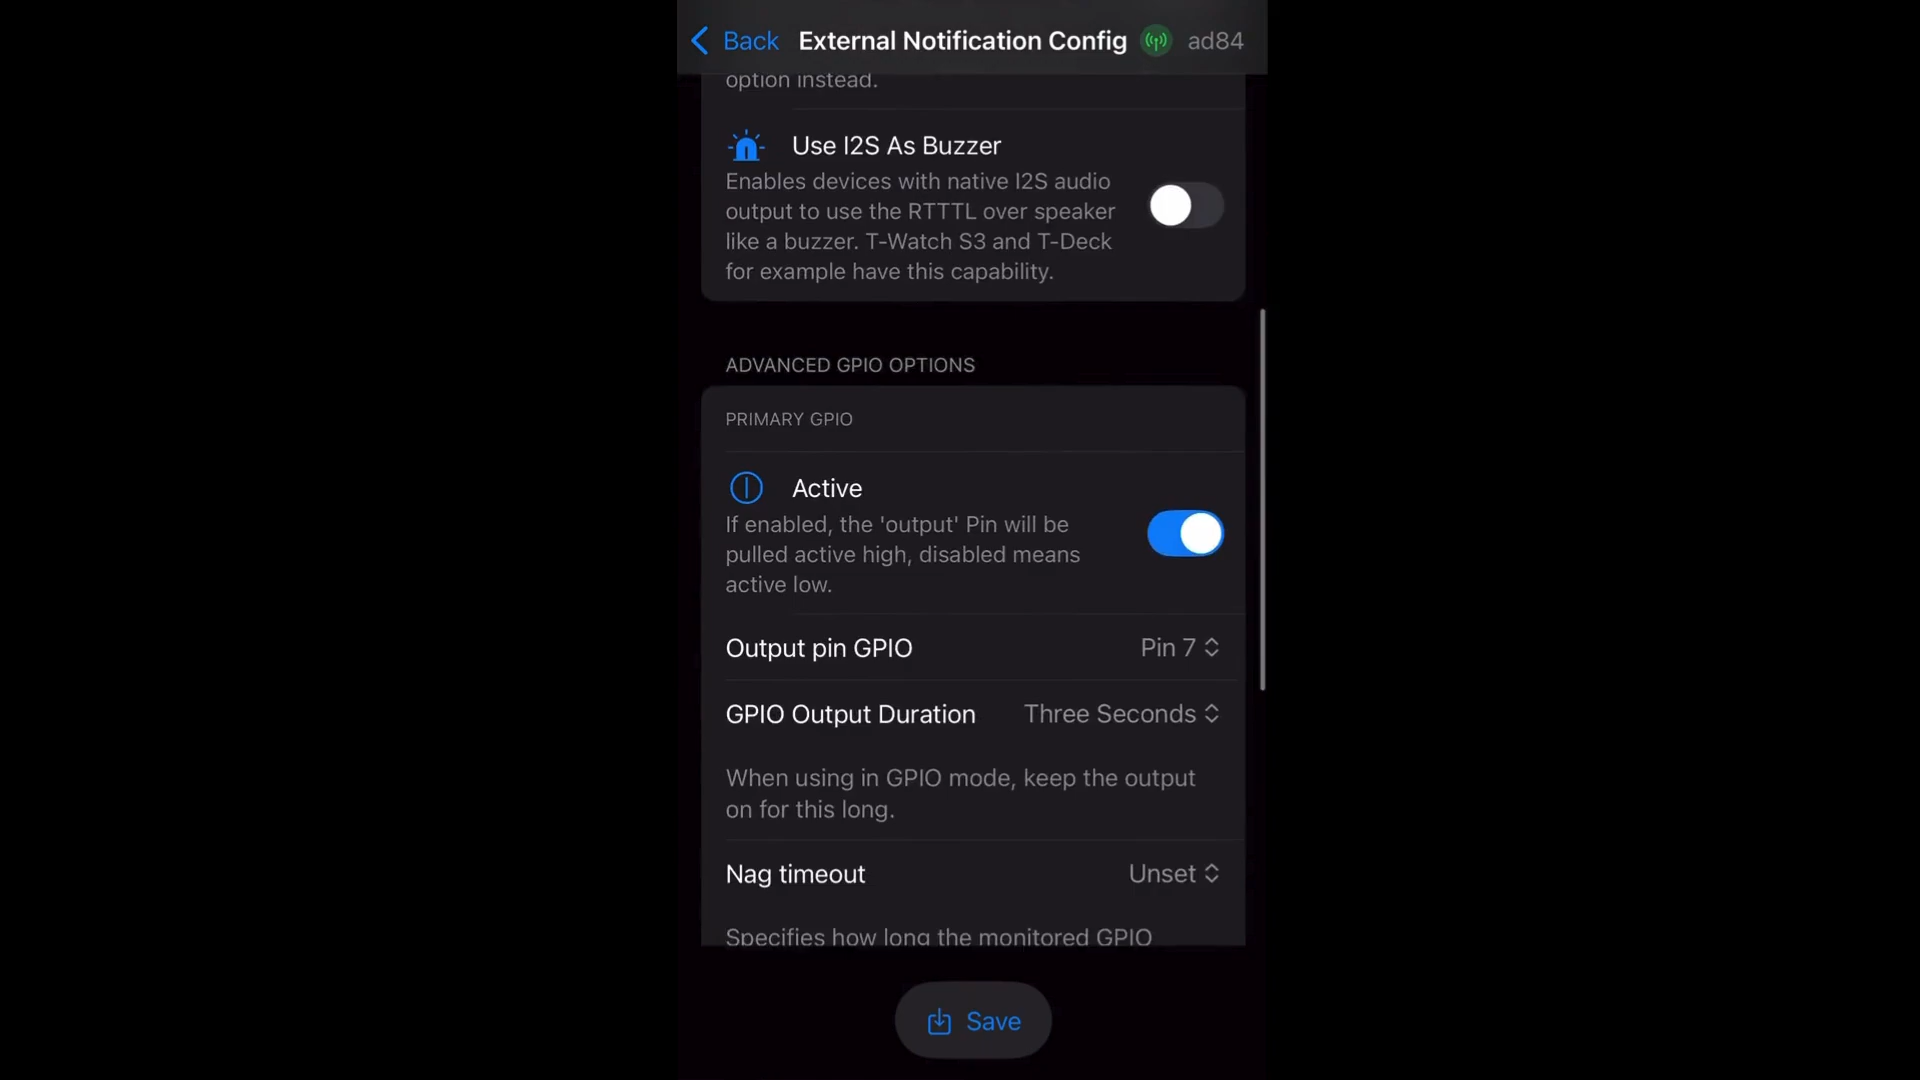 Back External Notification Config ad84
option instead.
Use I2S As Buzzer
Enables devices with native I2S audio
output to use the RTTTL over speaker
like a buzzer. T-Watch S3 and T-Deck
for example have this capability.
ADVANCED GPIO OPTIONS
PRIMARY GPIO
Active
If enabled, the 'output' Pin will be
pulled active high, disabled means
active low.
Output pin GPIO Pin 7
GPIO Output Duration Three Seconds
When using in GPIO mode, keep the output
on for this long.
Nag timeout Unset
Specifies how long the monitored GPIO
Save